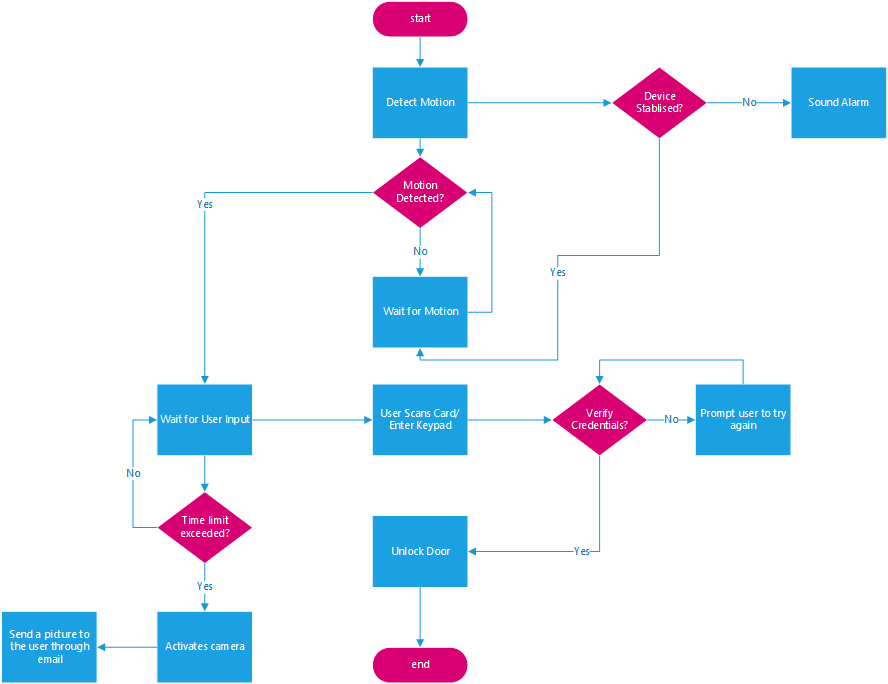 start
Detect Motion
Device
Stablised?
No
Sound Alarm
Motion
Detected?
Yes
No
Yes
Wait for Motion
Wait for User Input
User Scans Card/
Enter Keypad
Verify
Credentials?
No
Prompt user to try
again
No
Time limit
exceeded?
Unlock Door
Yes
Yes
Send a picture to
the user through
email
Activates camera
end